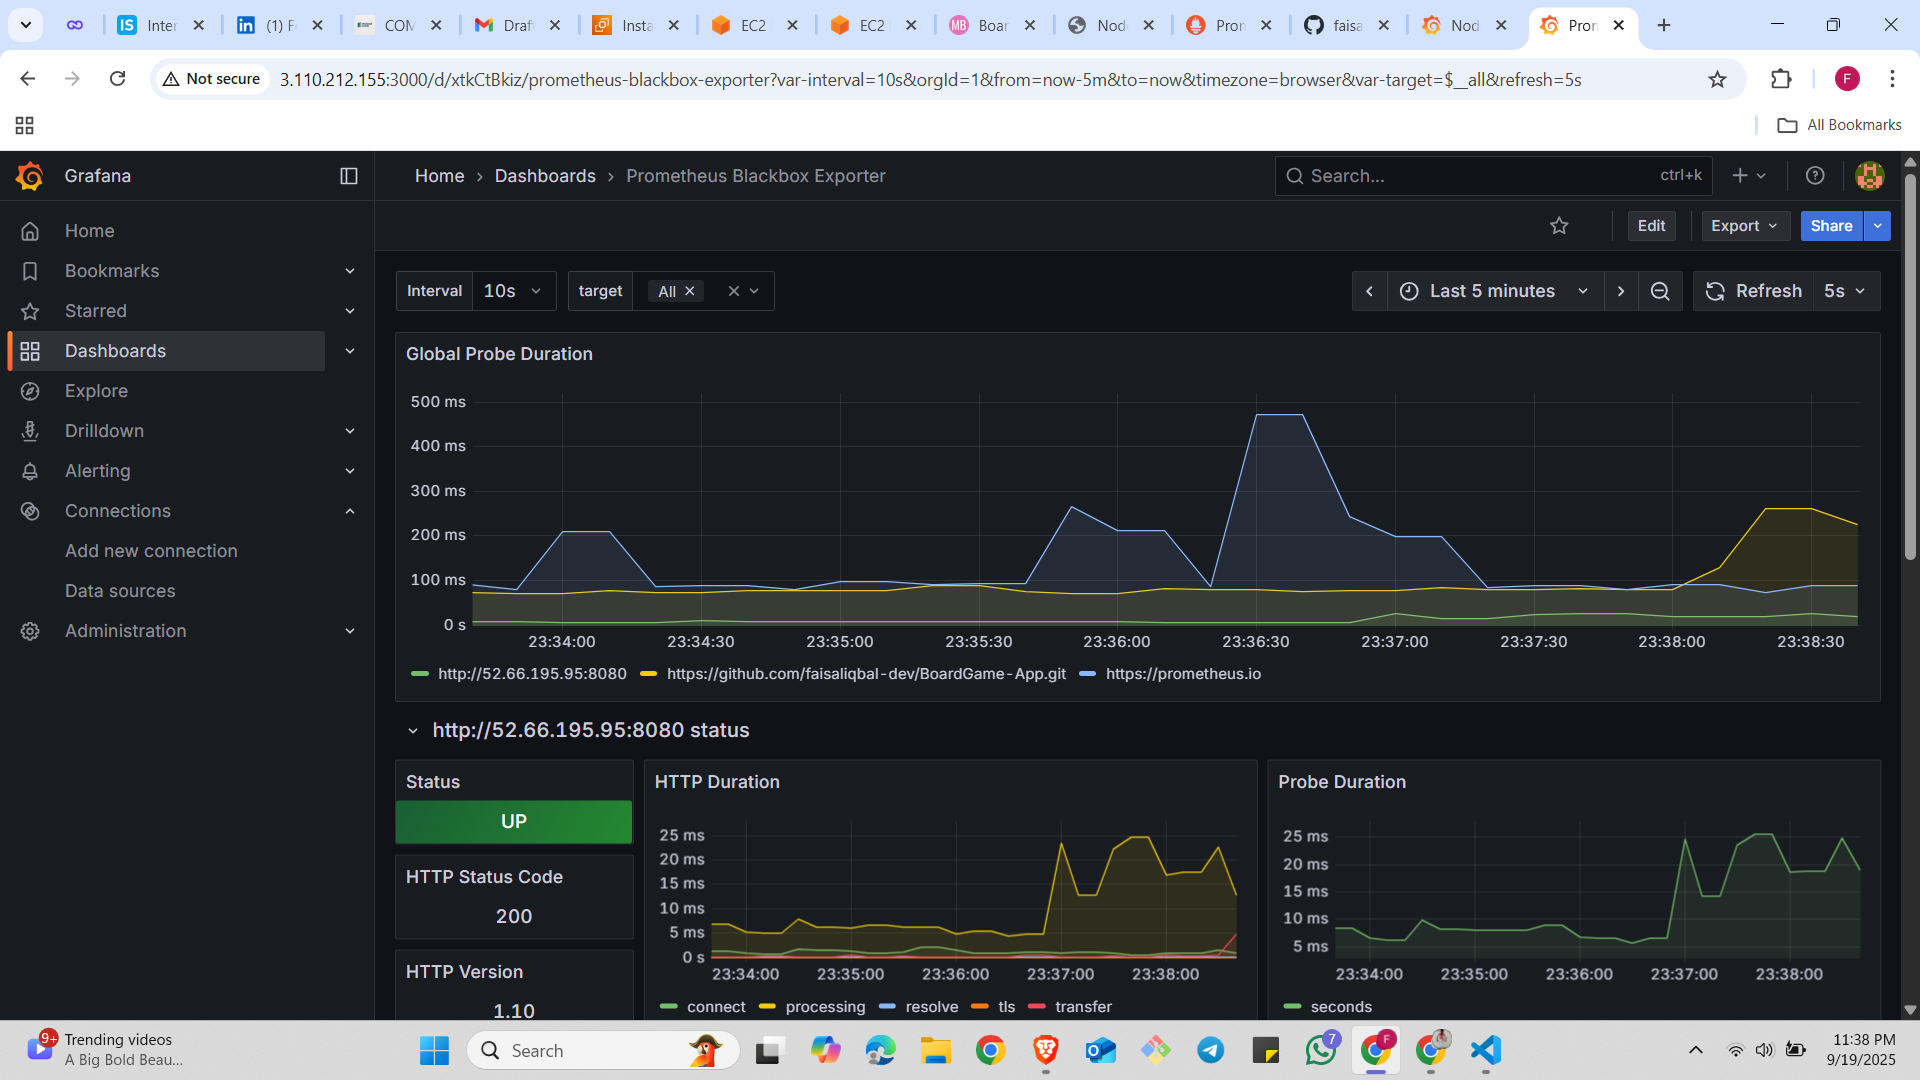 Inter
(1) F
COM
Draf
Insta
EC2
EC2
MB Boar
Nod
Pron
faisa
Nod
Pron
Not secure 3.110.212.155:3000/d/xtkCtBkiz/prometheus-blackbox-exporter?var-interval=10s&orgId=1&from=now-5m&to=now&timezone=browser&var-target=$__all&refresh=5s F
All Bookmarks
Grafana
Home › Dashboards › Prometheus Blackbox Exporter
Search... ctrl+k
Home
Bookmarks
Starred
Dashboards
Explore
Drilldown
Alerting
Connections
Add new connection
Data sources
Administration
Edit Export Share
Interval 10s target All
Last 5 minutes Refresh 5s
Global Probe Duration
500 ms
400 ms
300 ms
200 ms
100 ms
0 s
23:34:00 23:34:30 23:35:00 23:35:30 23:36:00 23:36:30 23:37:00 23:37:30 23:38:00 23:38:30
http://52.66.195.95:8080 https://github.com/faisaliqbal-dev/BoardGame-App.git https://prometheus.io
http://52.66.195.95:8080 status
Status
UP
HTTP Status Code
200
HTTP Version
1.10
HTTP Duration
25 ms
20 ms
15 ms
10 ms
5 ms
0 s
23:34:00 23:35:00 23:36:00 23:37:00 23:38:00
connect processing resolve tls transfer
Probe Duration
25 ms
20 ms
15 ms
10 ms
5 ms
23:34:00 23:35:00 23:36:00 23:37:00 23:38:00
seconds
9+
Trending videos
A Big Bold Beau...
Search
7
F
11:38 PM
9/19/2025